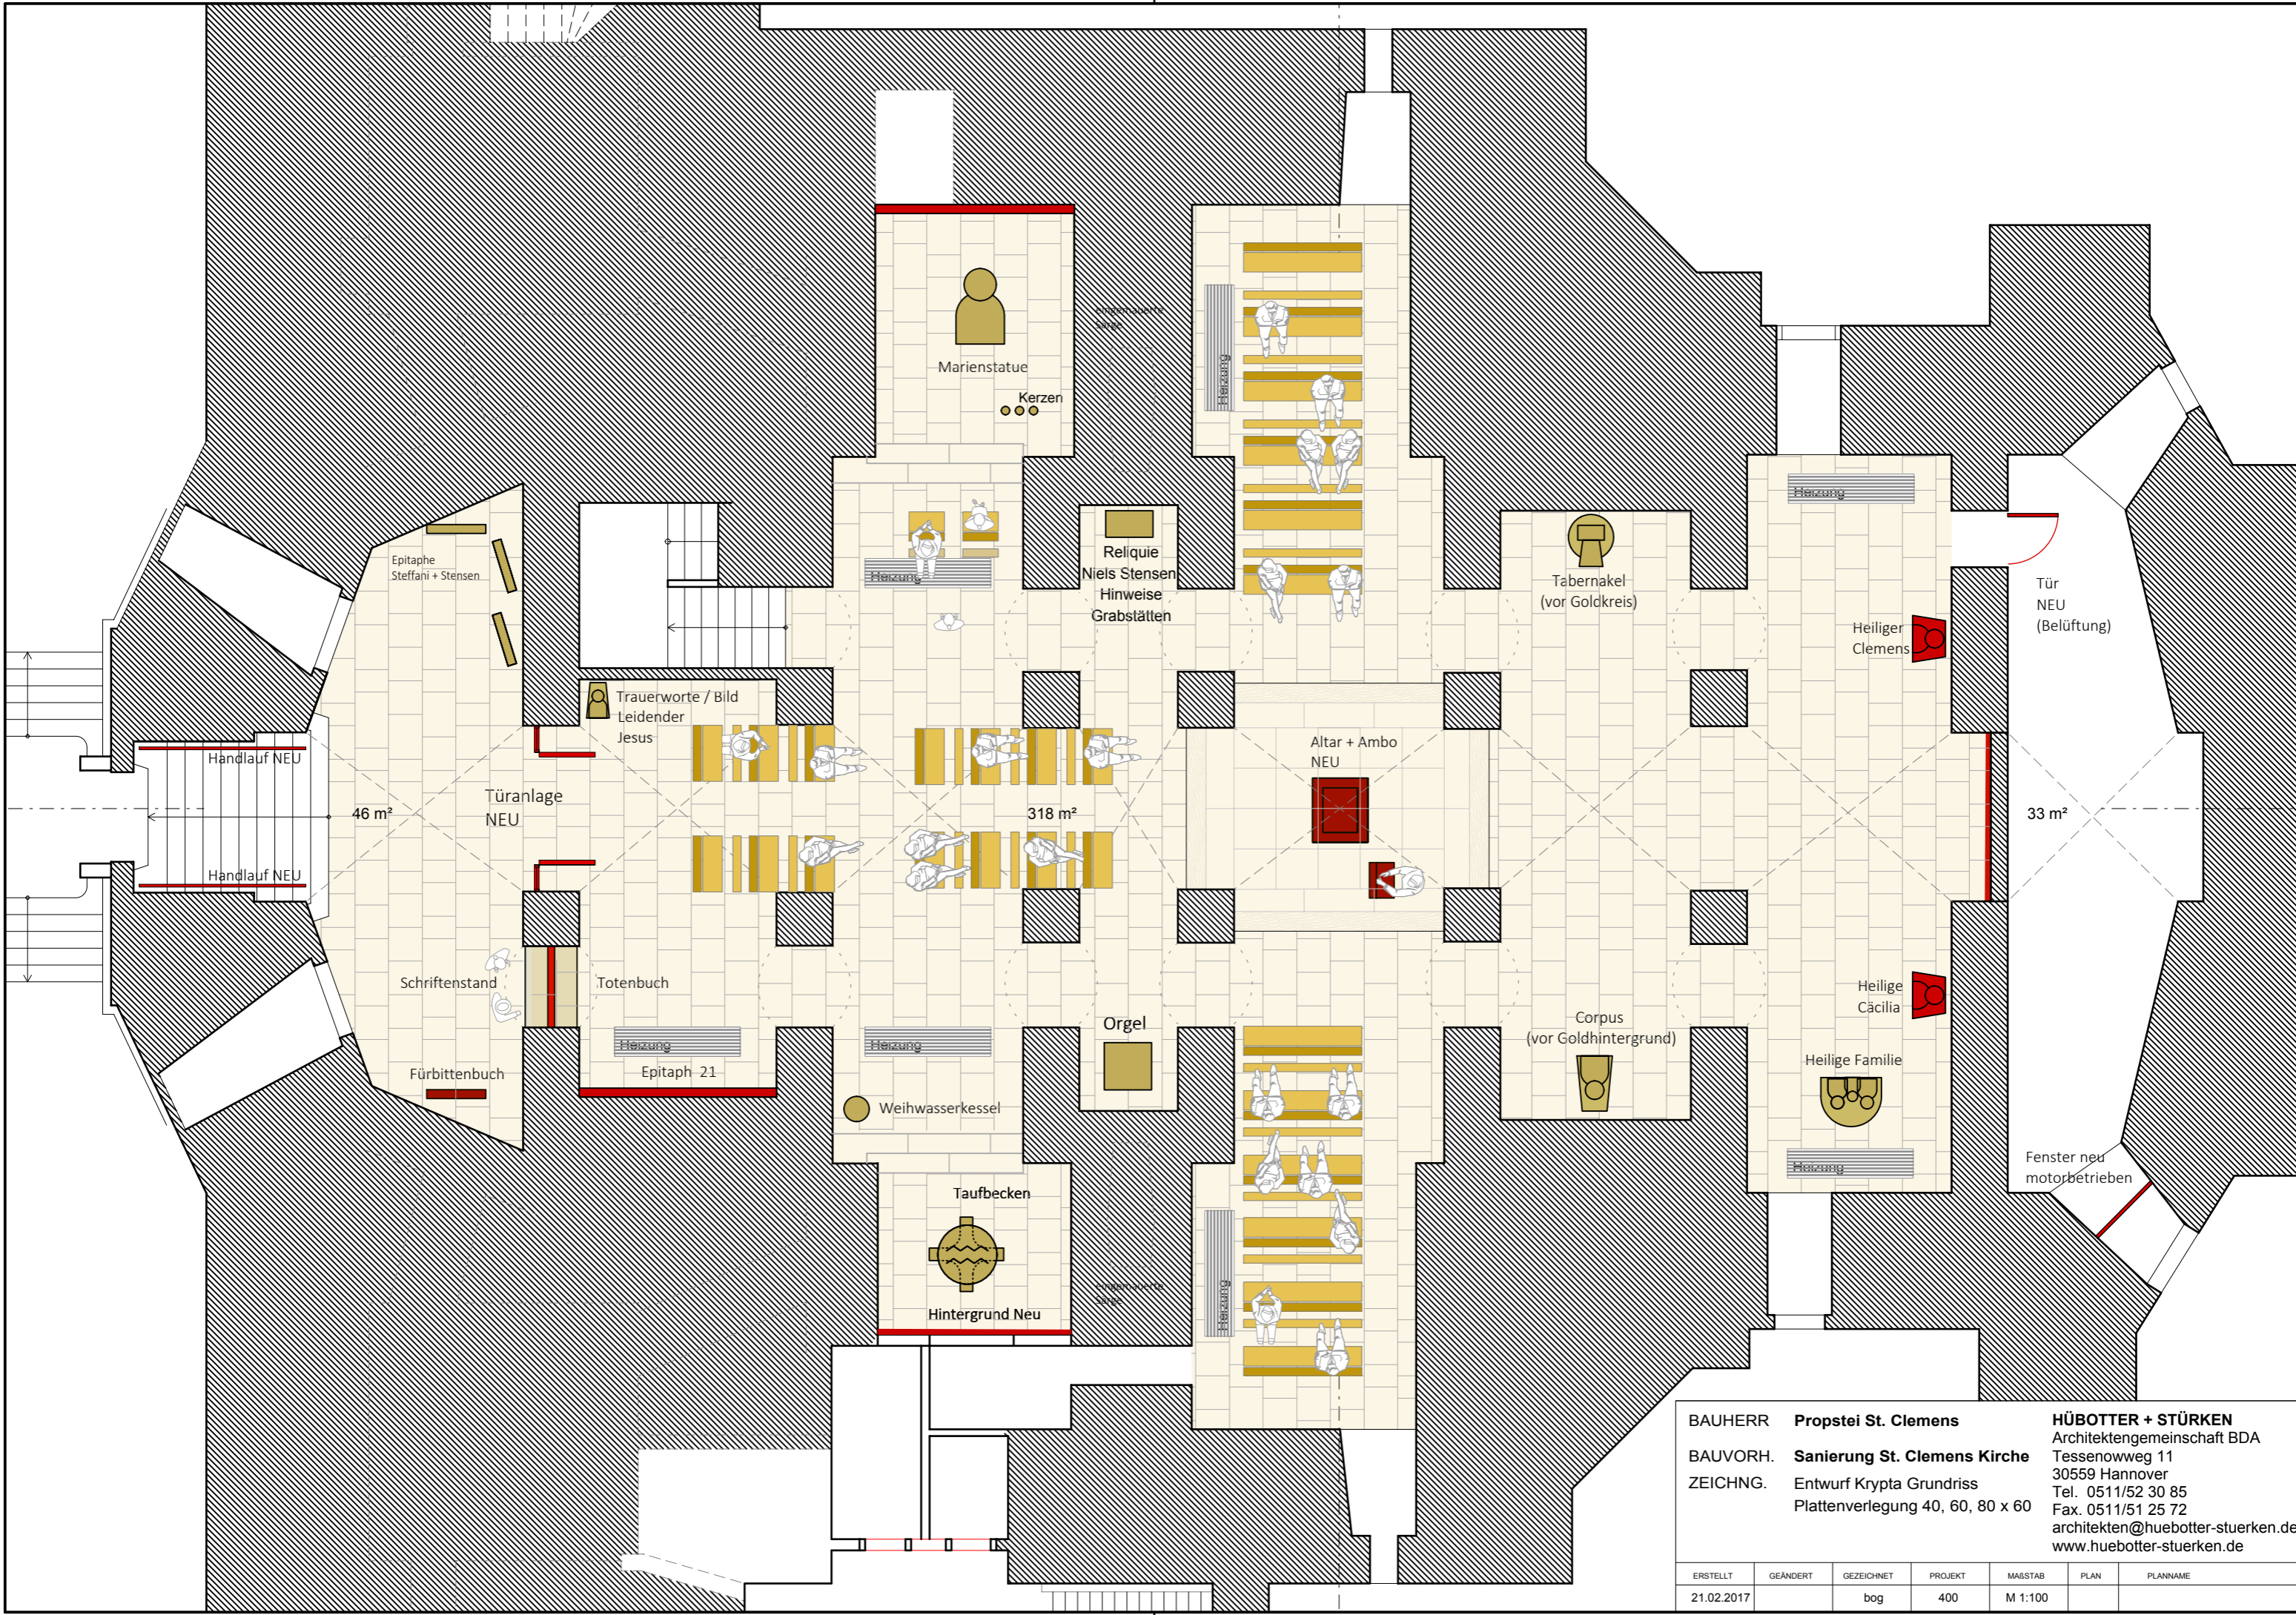 eingemauerte
Särge
Marienstatue
Kerzen
Heizung
Heizung
Epitaphe
Steffani + Stensen
Heizung
Reliquie
Niels Stensen
Hinweise
Grabstätten
Tabernakel
(vor Goldkreis)
Tür
NEU
(Belüftung)
Heiliger
Clemens
Trauerworte / Bild
Leidender
Jesus
Handlauf NEU
Altar + Ambo
NEU
Türanlage
NEU
46 m²
318 m²
33 m²
Handlauf NEU
Schriftenstand
Totenbuch
Heilige
Cäcilia
Orgel
Corpus
(vor Goldhintergrund)
Heizung
Heizung
Heilige Familie
Fürbittenbuch
Epitaph 21
Weihwasserkessel
Fenster neu
motorbetrieben
Heizung
Taufbecken
Heizung
eingemauerte
Särge
Hintergrund Neu
BAUHERR Propstei St. Clemens
BAUVORH. Sanierung St. Clemens Kirche
ZEICHNG. Entwurf Krypta Grundriss
Plattenverlegung 40, 60, 80 x 60
HÜBOTTER + STÜRKEN
Architektengemeinschaft BDA
Tessenowweg 11
30559 Hannover
Tel. 0511/52 30 85
Fax. 0511/51 25 72
architekten@huebotter-stuerken.de
www.huebotter-stuerken.de
ERSTELLT GEÄNDERT GEZEICHNET PROJEKT MAßSTAB PLAN PLANNAME
21.02.2017 bog 400 M 1:100